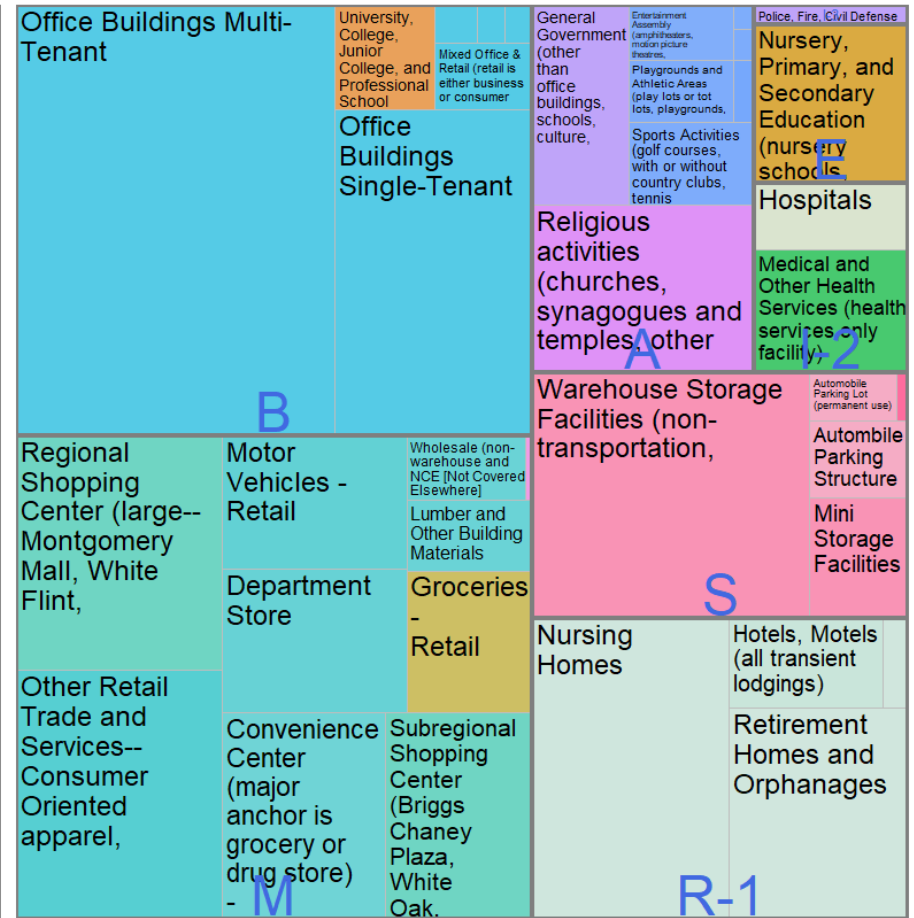 Office Buildings Multi-
Tenant
University,
College,
Junior
College, and
Professional
School
Mixed Office &
Retail (retail is
either business
or consumer
Office
Buildings
Single-Tenant
B
General
Government
(other
than
office
buildings,
schools,
culture,
Entertainment
Assembly
(amphitheaters,
motion picture
theatres,
Playgrounds and
Athletic Areas
(play lots or tot
lots, playgrounds,
Sports Activities
(golf courses,
with or without
country clubs,
tennis
Religious
activities
(churches,
synagogues and
temples, other
A
Police, Fire, Civil Defense
Nursery,
Primary, and
Secondary
Education
(nursery
schools,
E
Hospitals
Medical and
Other Health
Services (health
services only
facility)
I-2
Warehouse Storage
Facilities (non-
transportation,
Automobile
Parking Lot
(permanent use)
Autombile
Parking
Structure
Mini
Storage
Facilities
S
Regional
Shopping
Center (large--
Montgomery
Mall, White
Flint,
Motor
Vehicles -
Retail
Wholesale (non-
warehouse and
NCE [Not Covered
Elsewhere]
Lumber and
Other Building
Materials
Department
Store
Groceries
-
Retail
Other Retail
Trade and
Services--
Consumer
Oriented
apparel,
Convenience
Center
(major
anchor is
grocery or
drug store)
-
Subregional
Shopping
Center
(Briggs
Chaney
Plaza,
White
Oak.
M
Nursing
Homes
Hotels, Motels
(all transient
lodgings)
Retirement
Homes and
Orphanages
R-1